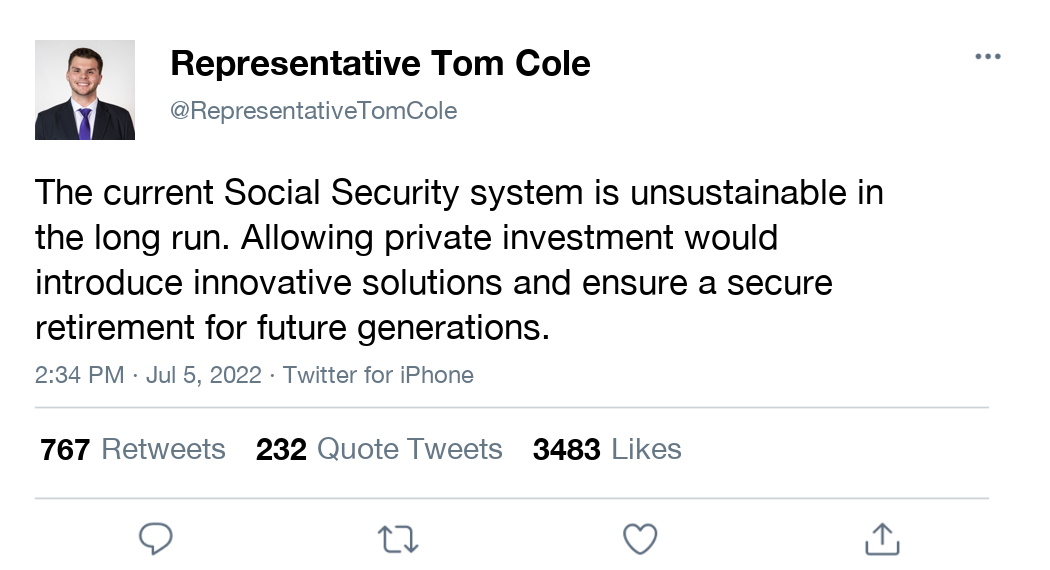 Representative Tom Cole
@RepresentativeTomCole
The current Social Security system is unsustainable in
the long run. Allowing private investment would
introduce innovative solutions and ensure a secure
retirement for future generations.
2:34 PM · Jul 5, 2022 · Twitter for iPhone
767 Retweets 232 Quote Tweets 3483 Likes